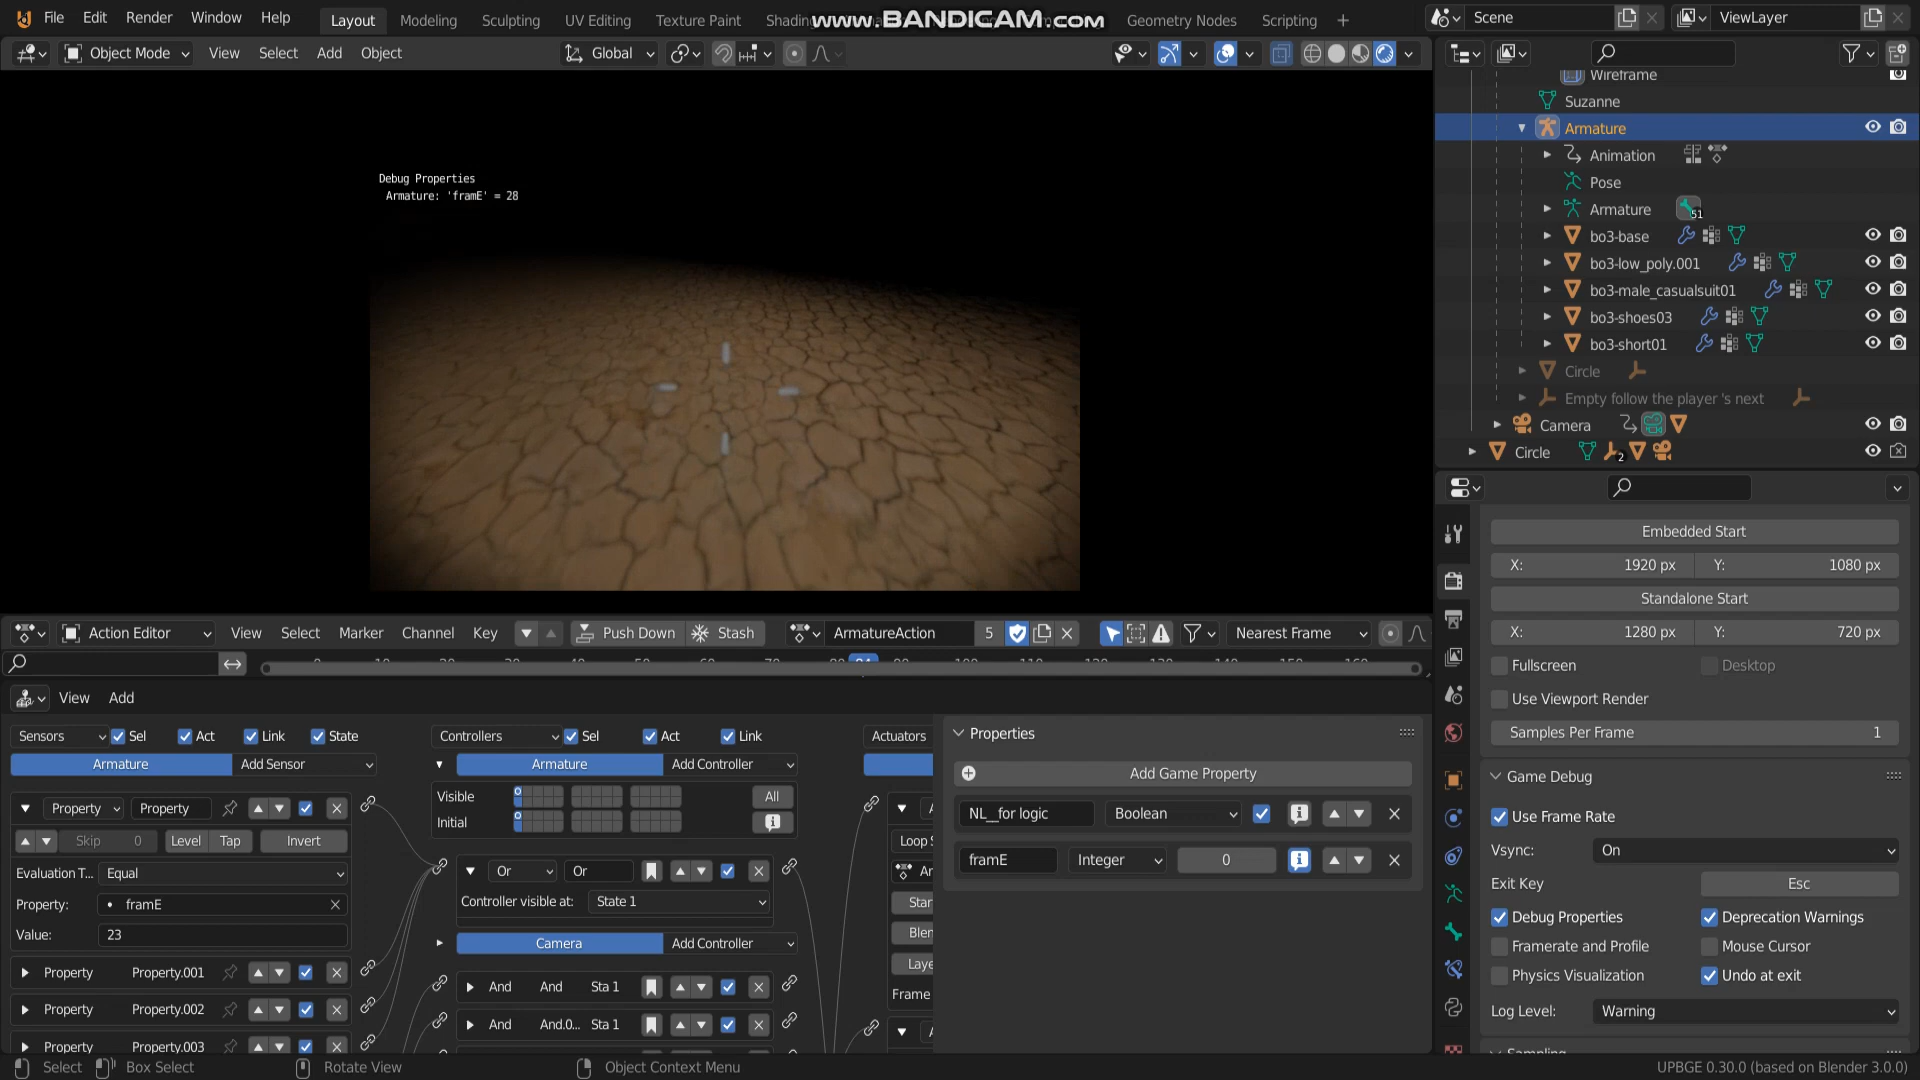 File Edit Render Window Help Layout Modeling Sculpting UV Editing Texture Paint Shading www.BANDICAM.com Geometry Nodes Scripting Scene ViewLayer
Object Mode View Select Add Object Global
Wireframe
Suzanne
Armature
Animation
Pose
Armature 51
bo3-base
bo3-low_poly.001
bo3-male_casualsuit01
bo3-shoes03
bo3-short01
Circle
Empty follow the player 's next
Camera
Circle 2
Debug Properties
Armature: 'framE' = 28
Embedded Start
X: 1920 px Y: 1080 px
Standalone Start
X: 1280 px Y: 720 px
Fullscreen Desktop
Use Viewport Render
Samples Per Frame 1
Game Debug
Use Frame Rate
Vsync: On
Exit Key Esc
Debug Properties Deprecation Warnings
Framerate and Profile Mouse Cursor
Physics Visualization Undo at exit
Log Level: Warning
Action Editor View Select Marker Channel Key Push Down Stash ArmatureAction 5 Nearest Frame
View Add
Sensors Sel Act Link State
Armature Add Sensor
Property Property
Skip 0 Level Tap Invert
Evaluation T... Equal
Property: framE
Value: 23
Property Property.001
Property Property.002
Property Property.003
Controllers Sel Act Link
Armature Add Controller
Visible All
Initial
Or Or
Controller visible at: State 1
Camera Add Controller
And And Sta 1
And And.0... Sta 1
Actuators
Loop S
Ar
Star
Blen
Laye
Frame
Properties
Add Game Property
NL__for logic Boolean
framE Integer 0
Select Box Select Rotate View Object Context Menu UPBGE 0.30.0 (based on Blender 3.0.0)